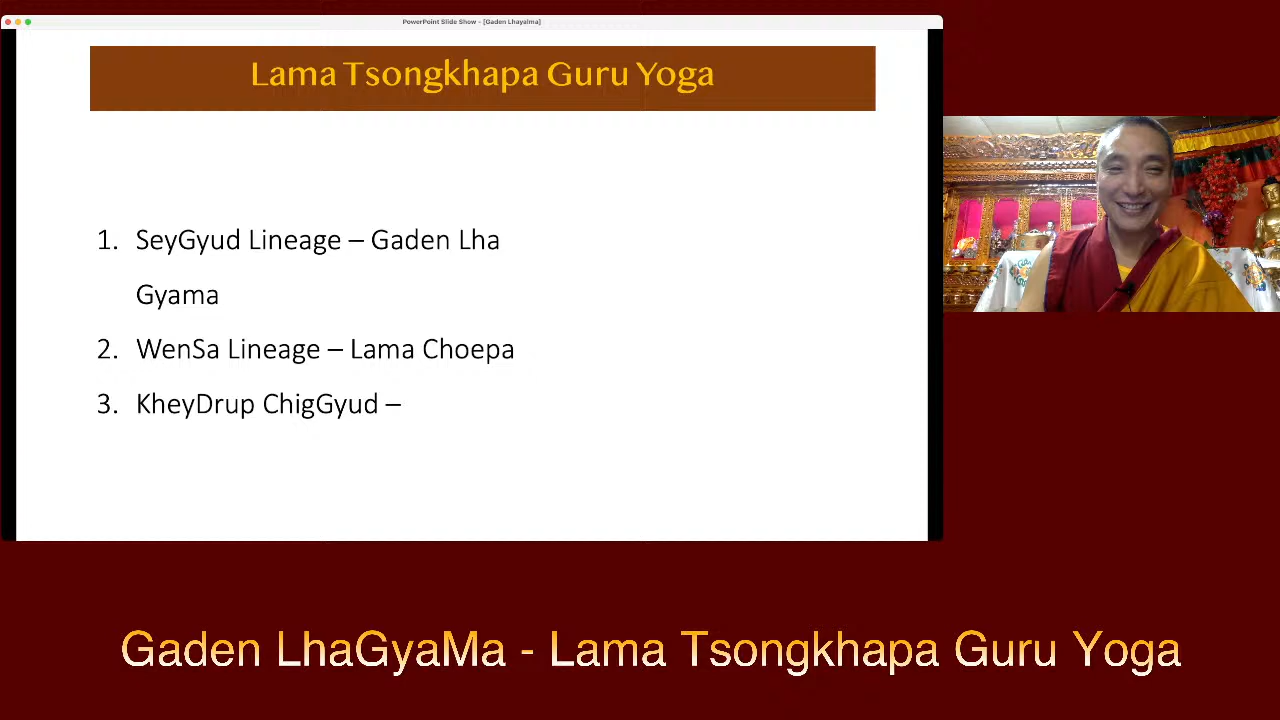 PowerPoint Slide Show - [Gaden Lhayalma]
Lama Tsongkhapa Guru Yoga
1. SeyGyud Lineage – Gaden Lha
Gyama
2. WenSa Lineage – Lama Choepa
3. KheyDrup ChigGyud –
Gaden LhaGyaMa - Lama Tsongkhapa Guru Yoga